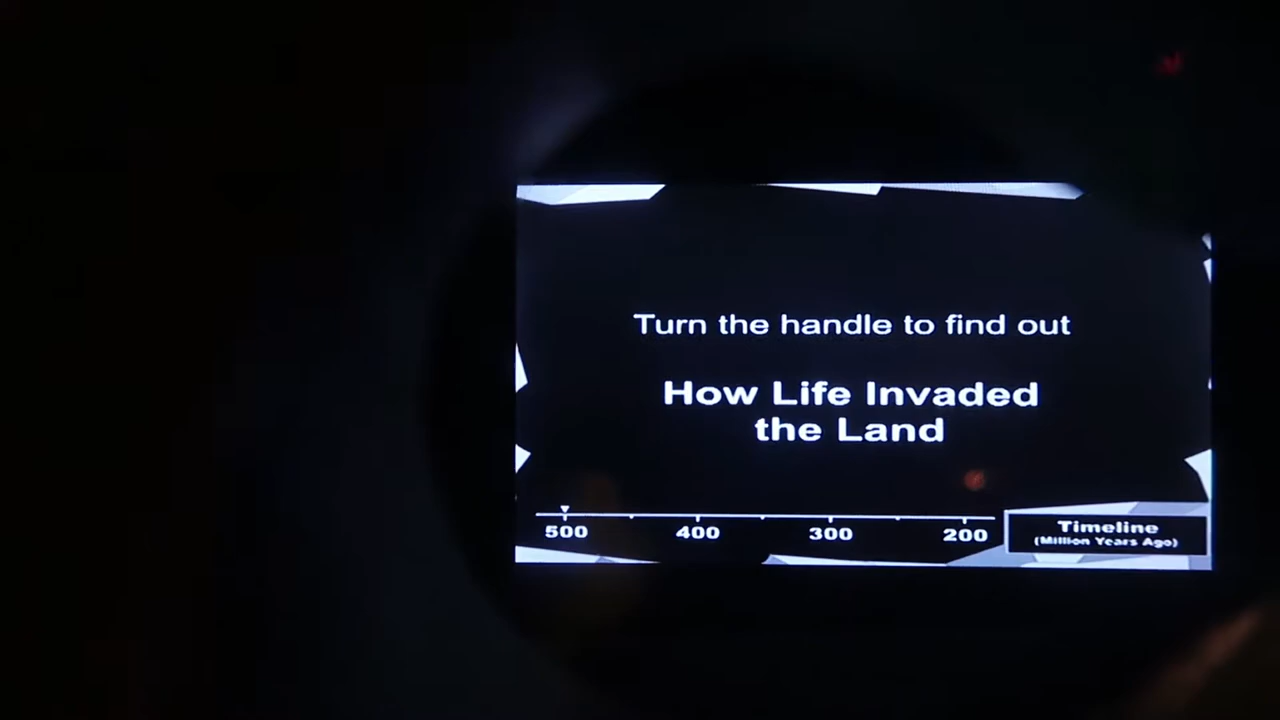 Turn the handle to find out
How Life Invaded
the Land
500 400 300 200
Timeline
(Million Years Ago)